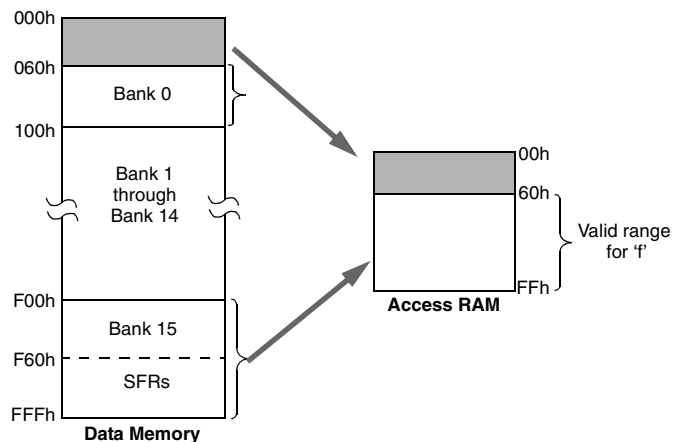 000h
060h
Bank 0
100h
Bank 1
through
Bank 14
F00h
Bank 15
F60h
SFRs
FFFh
Data Memory
00h
60h
Valid range
for ‘f’
FFh
Access RAM